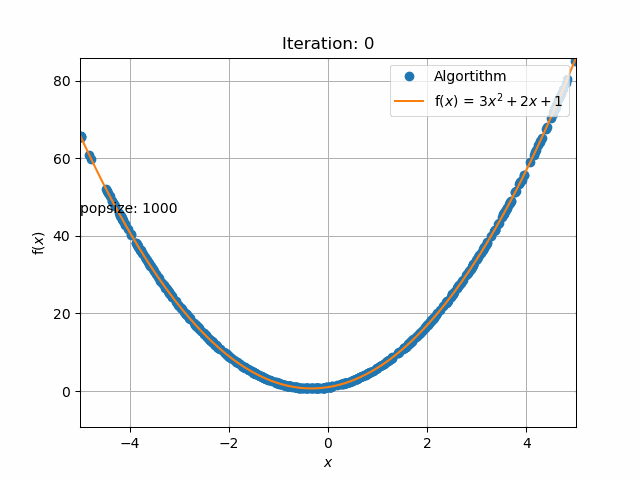 Iteration: 0
Algortithm
f(x) = 3x² + 2x + 1
popsize: 1000
f(x)
80
60
40
20
0
−4 −2 0 2 4
x